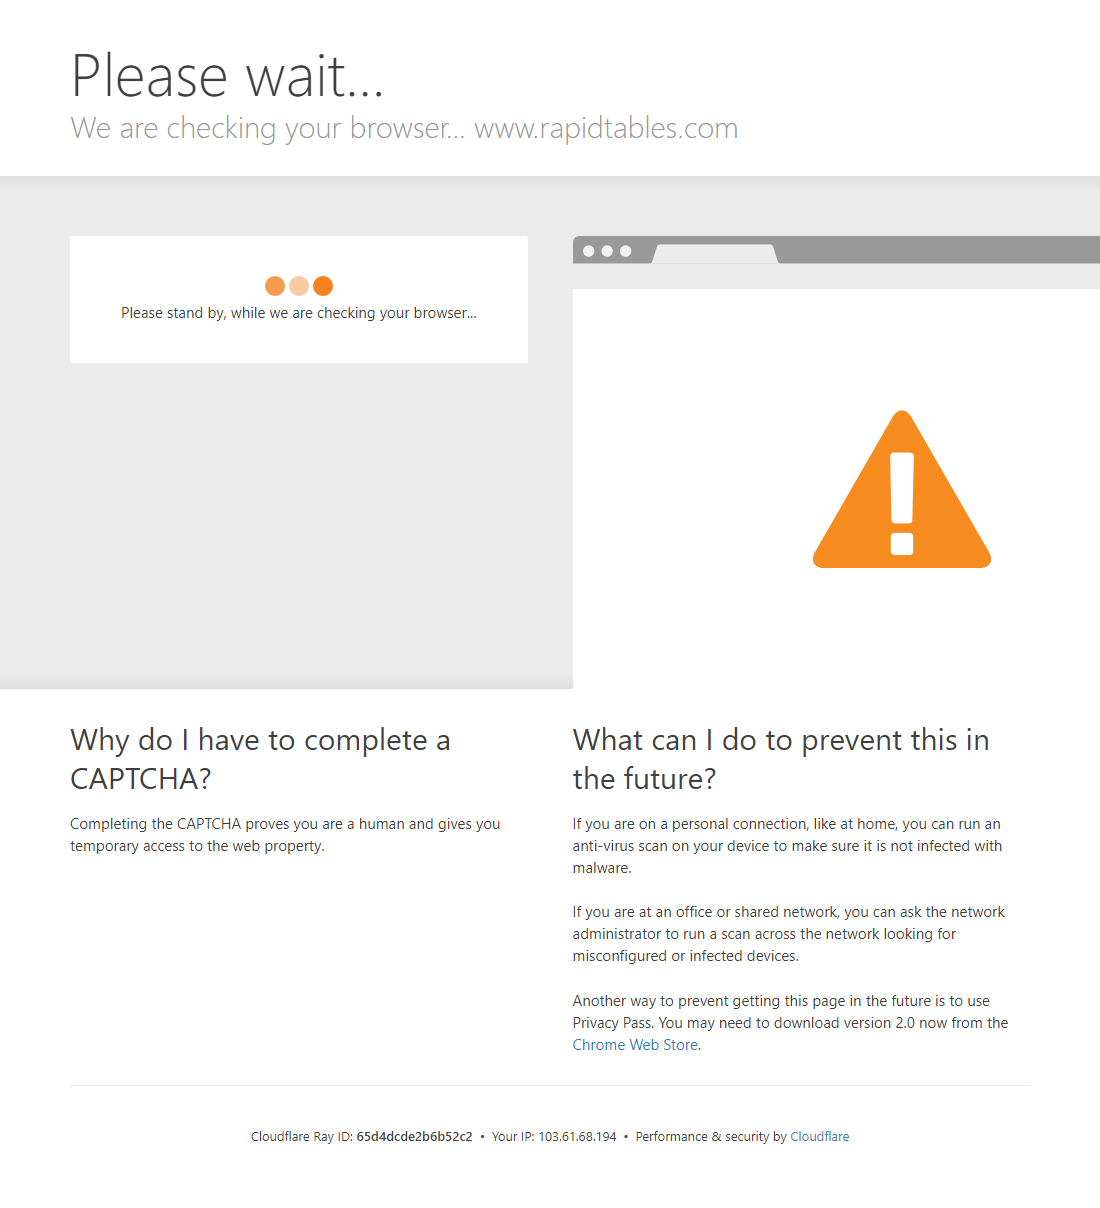 Please wait...
We are checking your browser... www.rapidtables.com
Please stand by, while we are checking your browser...
Why do I have to complete a
CAPTCHA?
Completing the CAPTCHA proves you are a human and gives you
temporary access to the web property.
What can I do to prevent this in
the future?
If you are on a personal connection, like at home, you can run an
anti-virus scan on your device to make sure it is not infected with
malware.
If you are at an office or shared network, you can ask the network
administrator to run a scan across the network looking for
misconfigured or infected devices.
Another way to prevent getting this page in the future is to use
Privacy Pass. You may need to download version 2.0 now from the
Chrome Web Store.
Cloudflare Ray ID: 65d4dcde2b6b52c2 • Your IP: 103.61.68.194 • Performance & security by Cloudflare